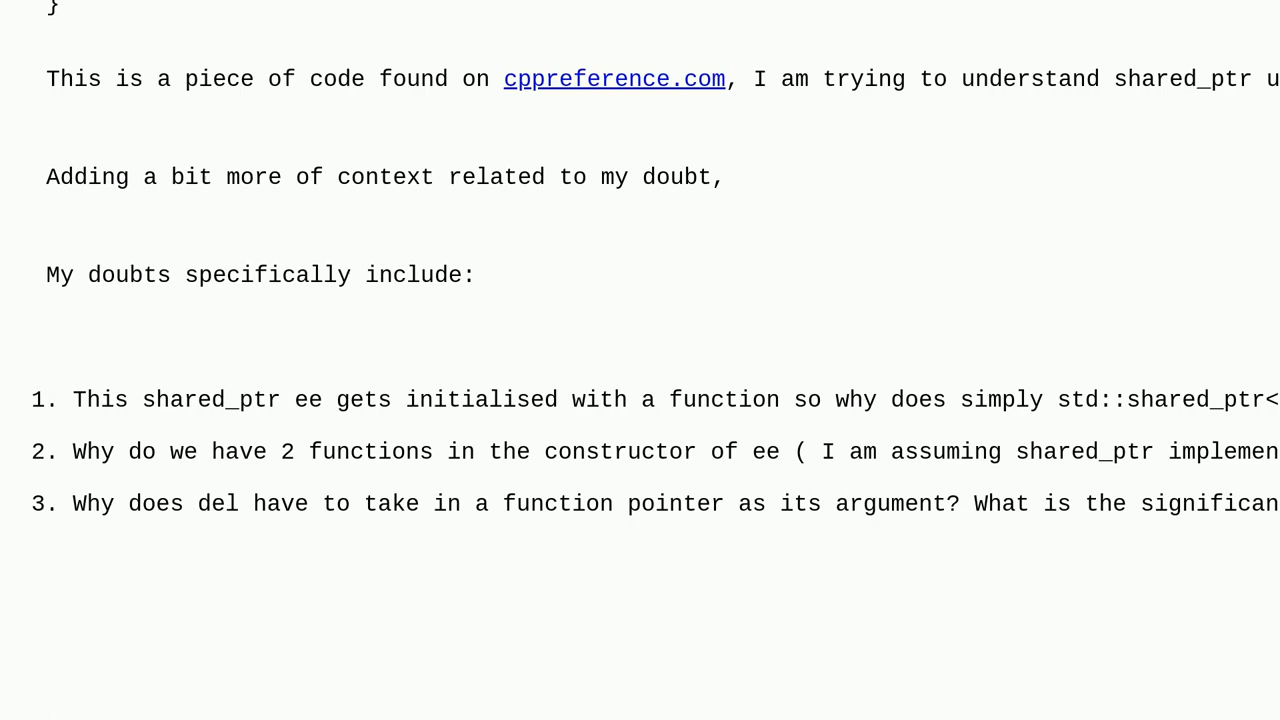 }
This is a piece of code found on cppreference.com, I am trying to understand shared_ptr
Adding a bit more of context related to my doubt,
My doubts specifically include:
1. This shared_ptr ee gets initialised with a function so why does simply std::shared_ptr<
2. Why do we have 2 functions in the constructor of ee ( I am assuming shared_ptr implemen
3. Why does del have to take in a function pointer as its argument? What is the significan